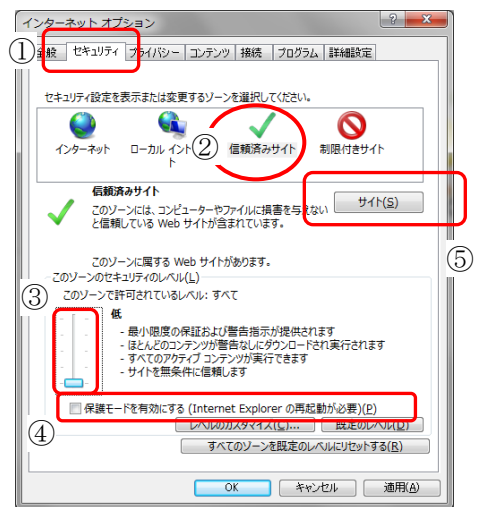 インターネット オプション
①
全般 セキュリティ プライバシー コンテンツ 接続 プログラム 詳細設定
セキュリティ設定を表示または変更するゾーンを選択してください。
②
インターネット ローカル イント 信頼済みサイト 制限付きサイト
ト
信頼済みサイト
サイト(S)
このゾーンには、コンピューターやファイルに損害を与えない
と信頼している Web サイトが含まれています。
⑤
このゾーンに属する Web サイトがあります。
このゾーンのセキュリティのレベル(L)
③
このゾーンで許可されているレベル: すべて
低
- 最小限度の保証および警告指示が提供されます
- ほとんどのコンテンツが警告なしにダウンロードされ実行されます
- すべてのアクティブ コンテンツが実行できます
- サイトを無条件に信頼します
保護モードを有効にする (Internet Explorer の再起動が必要)(P)
④
レベルのカスタマイズ(C)... 既定のレベル(D)
すべてのゾーンを既定のレベルにリセットする(R)
OK キャンセル 適用(A)